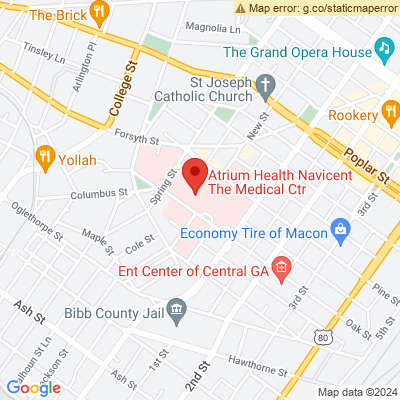 Map error: g.co/staticmaperror
The Brick
Magnolia Ln
Tinsley Ln
Arlington Pl
College St
The Grand Opera House
St Joseph
Catholic Church
Rookery
Forsyth St
New St
Poplar St
Yollah
Spring St
Atrium Health Navicent
The Medical Ctr
Columbus St
3rd St
Oglethorpe St
Maple St
Cole St
Economy Tire of Macon
Ent Center of Central GA
Pine St
3rd St
Ash St
Bibb County Jail
80
Oak St
Calhoun St Ln
Jackson St
1st St
2nd St
Hawthorne St
Ash St
Google
Map data ©2024